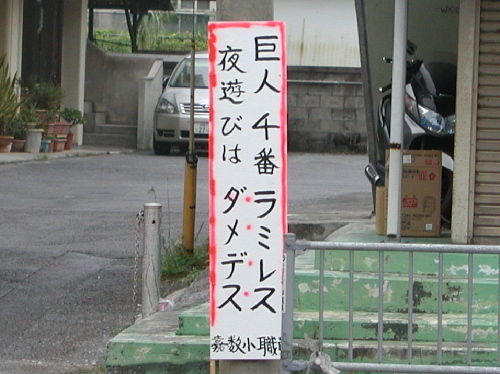 巨人4番ラミレス
夜遊びは
ダメデス
嘉数小職